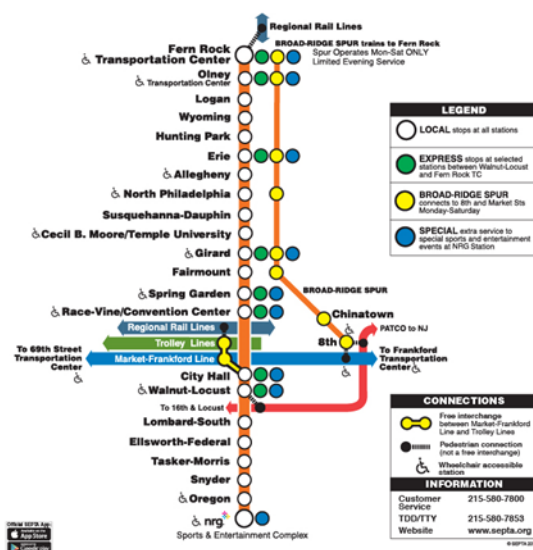 Regional Rail Lines
Fern Rock
Transportation Center
BROAD-RIDGE SPUR trains to Fern Rock
Spur Operates Mon-Sat ONLY
Limited Evening Service
Olney
Transportation Center
Logan
Wyoming
Hunting Park
Erie
Allegheny
North Philadelphia
Susquehanna-Dauphin
Cecil B. Moore/Temple University
Girard
Fairmount
BROAD-RIDGE SPUR
Spring Garden
Race-Vine/Convention Center
Chinatown
8th
PATCO to NJ
Regional Rail Lines
Trolley Lines
Market-Frankford Line
To 69th Street
Transportation
Center
To Frankford
Transportation
Center
City Hall
Walnut-Locust
To 16th & Locust
Lombard-South
Ellsworth-Federal
Tasker-Morris
Snyder
Oregon
nrg
Sports & Entertainment Complex
LEGEND
LOCAL stops at all stations
EXPRESS stops at selected
stations between Walnut-Locust
and Fern Rock TC
BROAD-RIDGE SPUR
connects to 8th and Market Sts
Monday-Saturday
SPECIAL extra service to
special sports and entertainment
events at NRG Station
CONNECTIONS
Free interchange
between Market-Frankford
Line and Trolley Lines
Pedestrian connection
(not a free interchange)
Wheelchair accessible
station
INFORMATION
Customer Service 215-580-7800
TDD/TTY 215-580-7853
Website www.septa.org
© SEPTA
Official SEPTA App:
App Store
Google Play